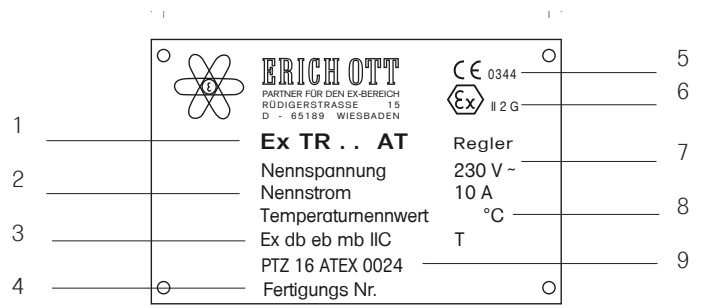 ERICH OTT
PARTNER FÜR DEN EX-BEREICH
RÜDIGERSTRASSE 15
D - 65189 WIESBADEN
CE 0344
εx II 2 G
Ex TR . . AT Regler
Nennspannung 230 V ~
Nennstrom 10 A
Temperaturnennwert °C
Ex db eb mb IIC T
PTZ 16 ATEX 0024
Fertigungs Nr.
1
2
3
4
5
6
7
8
9